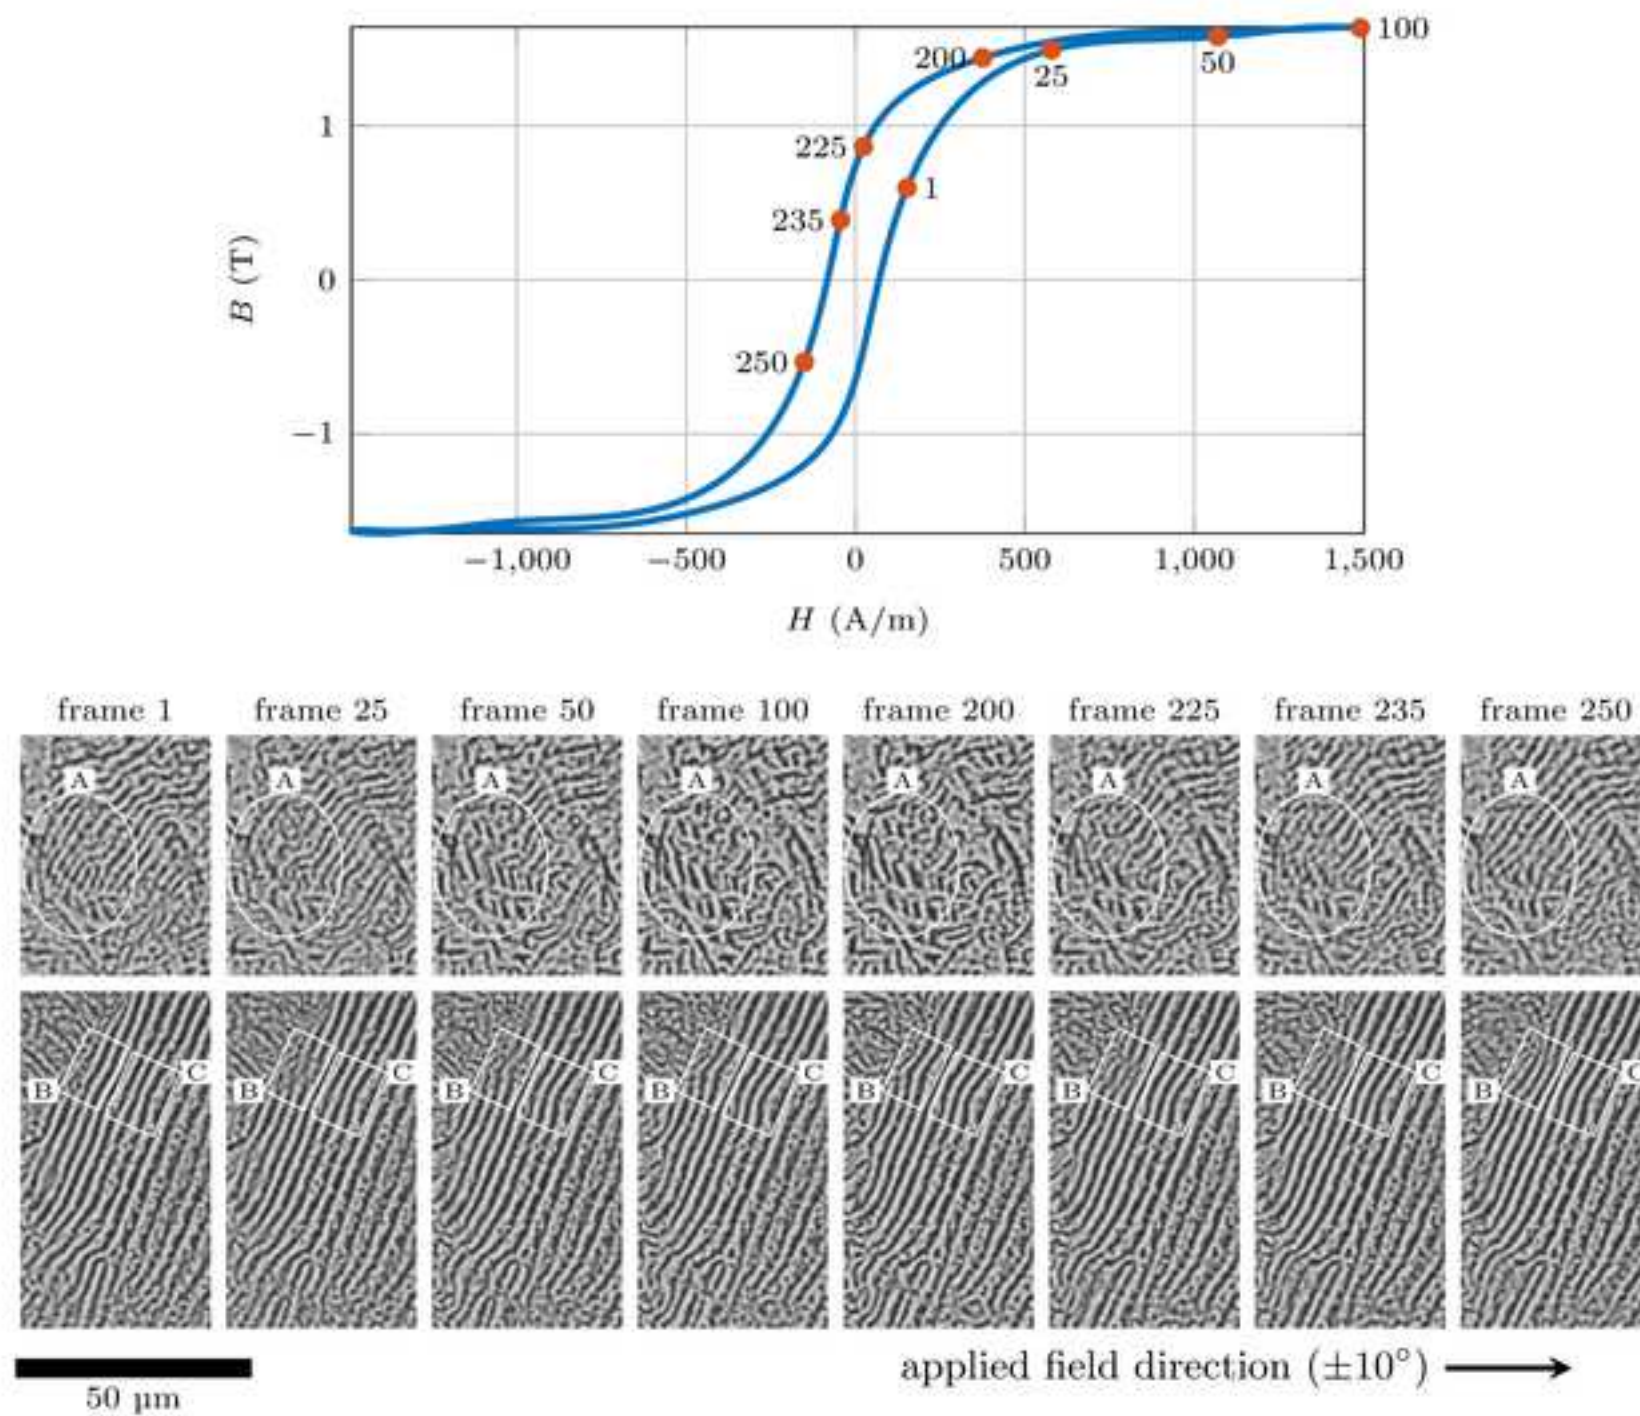 100
200
25
50
1
225
1
235
0
250
−1
B (T)
−1,000 −500 0 500 1,000 1,500
H (A/m)
frame 1 frame 25 frame 50 frame 100 frame 200 frame 225 frame 235 frame 250
A A A A A A A A
C C C C C C C C
B B B B B B B B
applied field direction (±10°)
50 µm